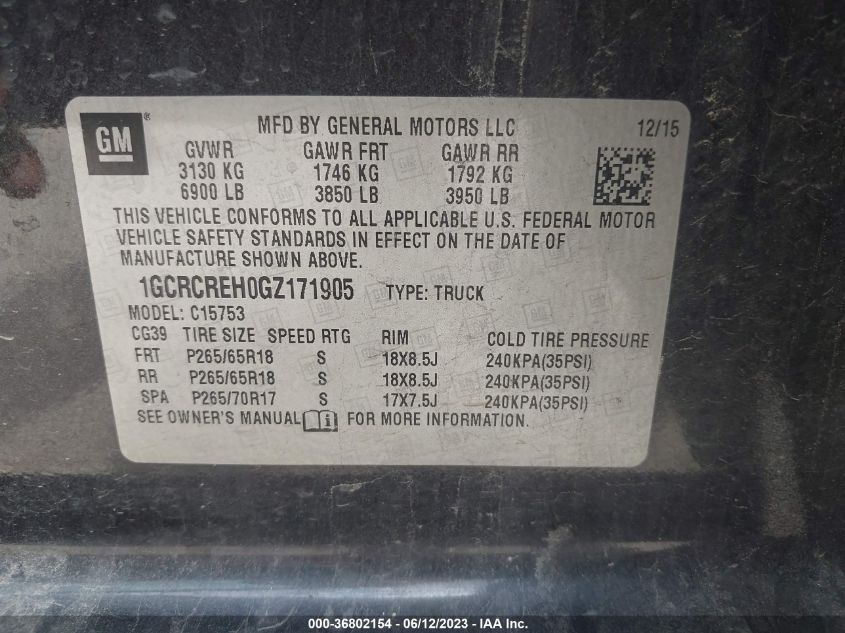 GM®
MFD BY GENERAL MOTORS LLC 12/15
GVWR GAWR FRT GAWR RR
3130 KG 1746 KG 1792 KG
6900 LB 3850 LB 3950 LB
THIS VEHICLE CONFORMS TO ALL APPLICABLE U.S. FEDERAL MOTOR
VEHICLE SAFETY STANDARDS IN EFFECT ON THE DATE OF
MANUFACTURE SHOWN ABOVE.
1GCRCREH0GZ171905 TYPE: TRUCK
MODEL: C15753
CG39 TIRE SIZE SPEED RTG RIM COLD TIRE PRESSURE
FRT P265/65R18 S 18X8.5J 240KPA(35PSI)
RR P265/65R18 S 18X8.5J 240KPA(35PSI)
SPA P265/70R17 S 17X7.5J 240KPA(35PSI)
SEE OWNER'S MANUAL i FOR MORE INFORMATION.
000-36802154 - 06/12/2023 - IAA Inc.